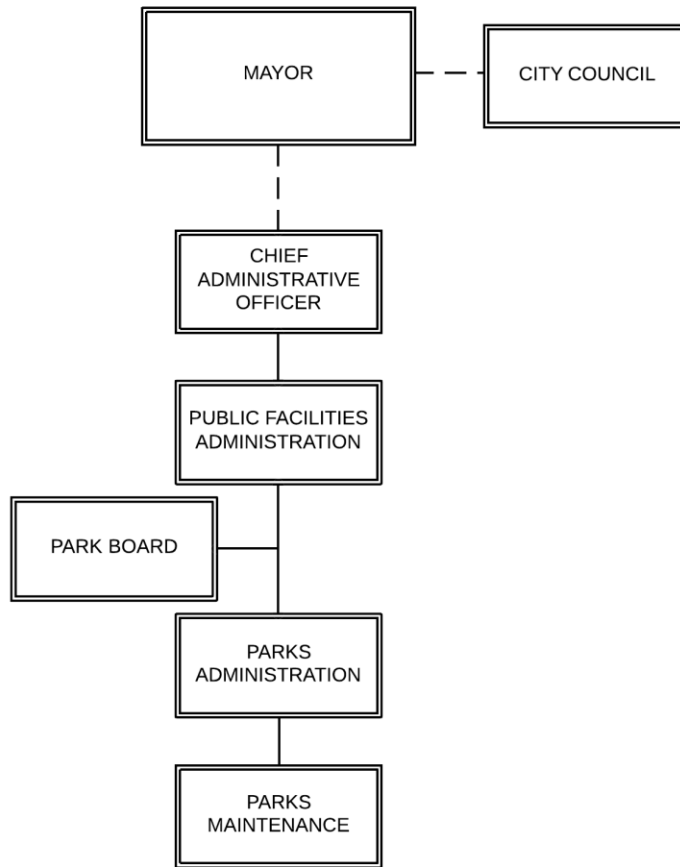 MAYOR
CITY COUNCIL
CHIEF
ADMINISTRATIVE
OFFICER
PUBLIC FACILITIES
ADMINISTRATION
PARK BOARD
PARKS
ADMINISTRATION
PARKS
MAINTENANCE